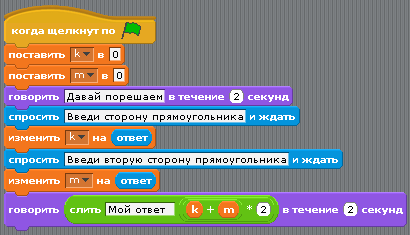 когда щелкнут по
поставить k в 0
поставить m в 0
говорить Давай порешаем в течение 2 секунд
спросить Введи сторону прямоугольника и ждать
изменить k на ответ
спросить Введи вторую сторону прямоугольника и ждать
изменить m на ответ
говорить слить Мой ответ k + m * 2 в течение 2 секунд